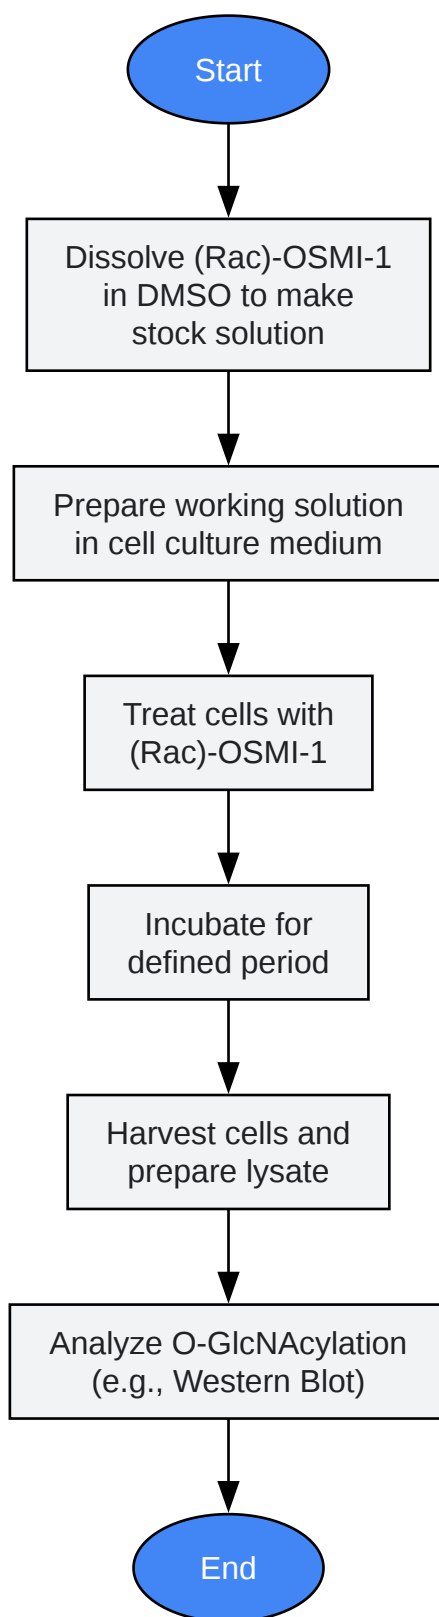 Start
Dissolve (Rac)-OSMI-1
in DMSO to make
stock solution
Prepare working solution
in cell culture medium
Treat cells with
(Rac)-OSMI-1
Incubate for
defined period
Harvest cells and
prepare lysate
Analyze O-GlcNAcylation
(e.g., Western Blot)
End